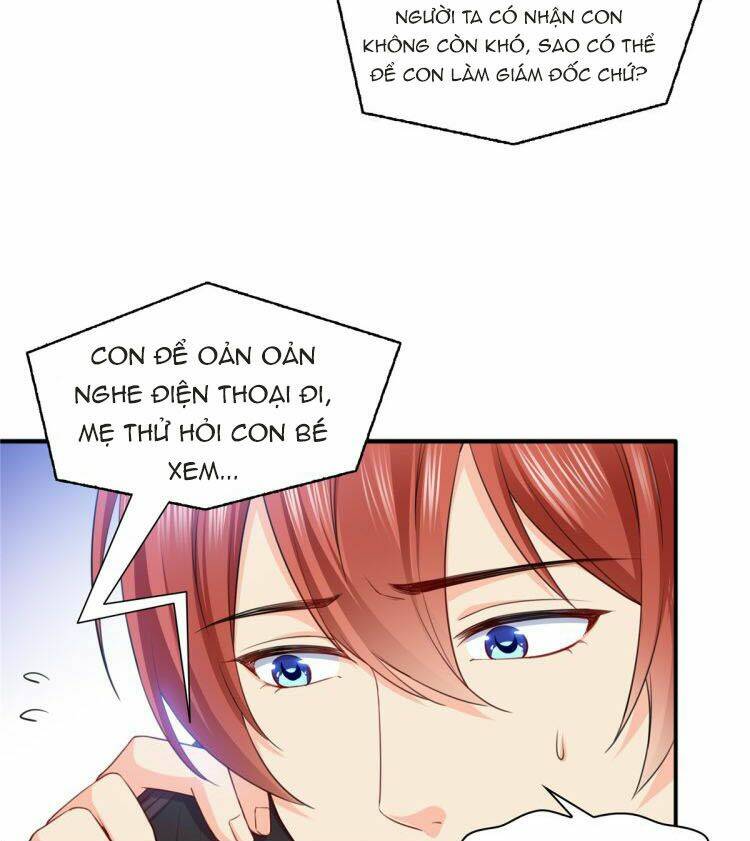 NGƯỜI TA CÓ NHẬN CON
KHÔNG CÒN KHÓ, SAO CÓ THỂ
ĐỂ CON LÀM GIÁM ĐỐC CHỨ?
CON ĐỂ OẢN OẢN
NGHE ĐIỆN THOẠI ĐI,
MẸ THỬ HỎI CON BÉ
XEM...